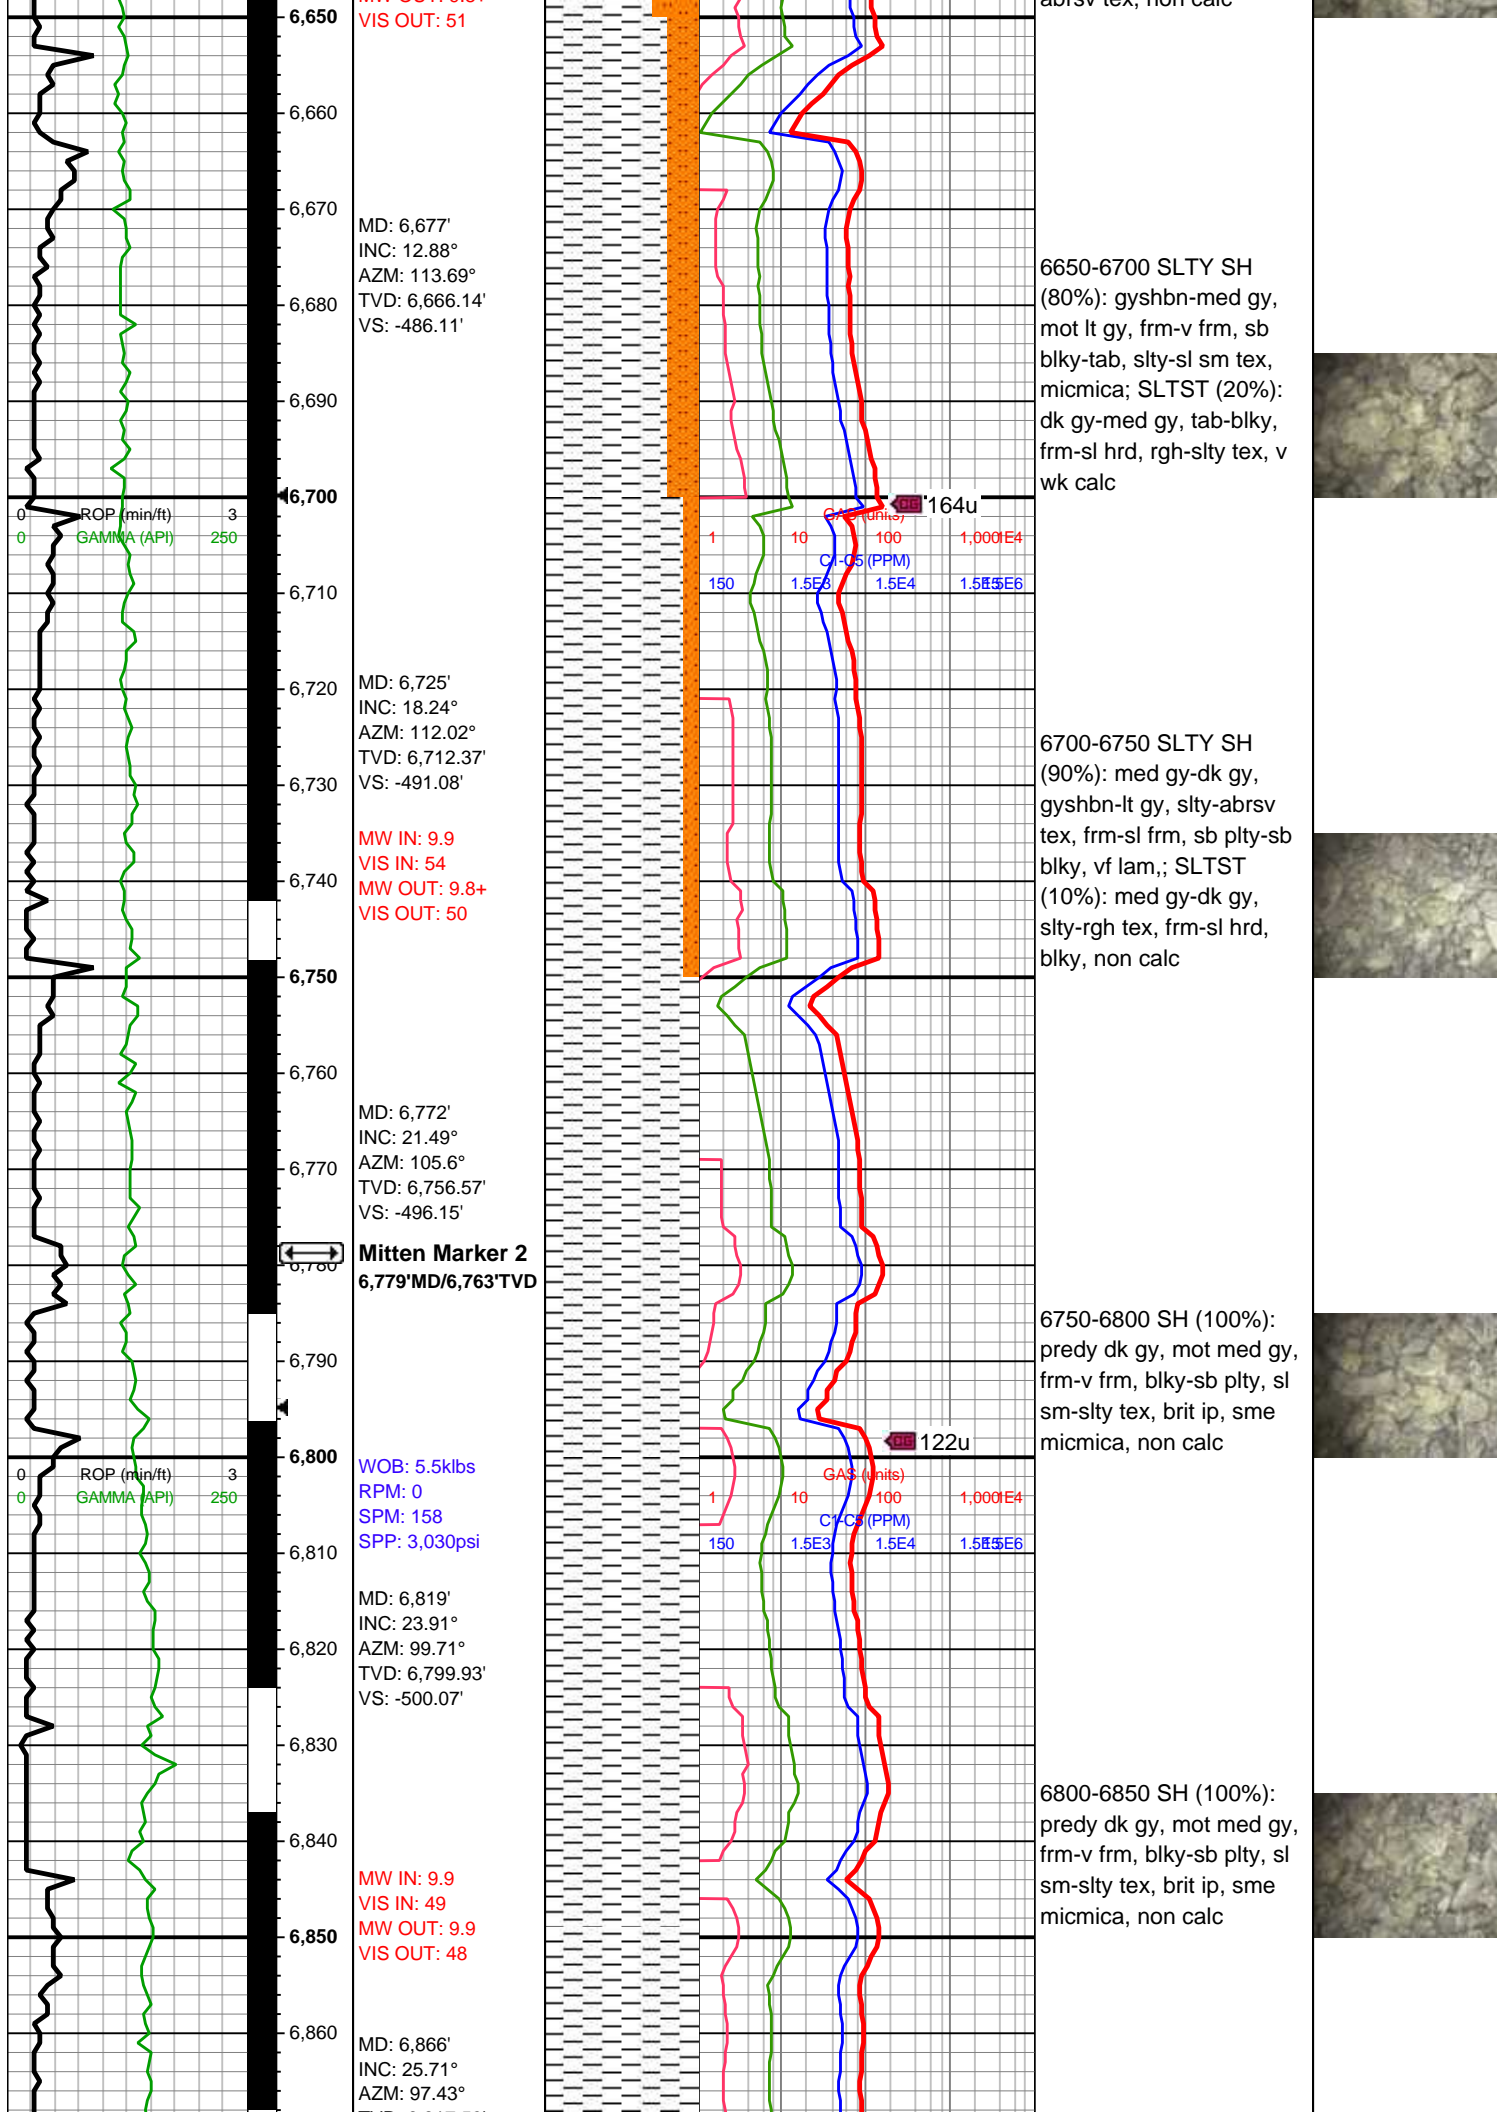 VIS OUT: 51
6,650
6,660
6,670
MD: 6,677'
INC: 12.88°
AZM: 113.69°
TVD: 6,666.14'
VS: -486.11'
6,680
6,690
6,700
6650-6700 SLTY SH
(80%): gyshbn-med gy,
mot lt gy, frm-v frm, sb
blky-tab, slty-sl sm tex,
micmica; SLTST (20%):
dk gy-med gy, tab-blky,
frm-sl hrd, rgh-slty tex, v
wk calc
OG 164u
0 ROP (min/ft) 3
0 GAMMA (API) 250
GAS (units)
1 10 100 1,000 1E4
C1-C5 (PPM)
150 1.5E3 1.5E4 1.5E5 1.5E6
6,710
6,720
MD: 6,725'
INC: 18.24°
AZM: 112.02°
TVD: 6,712.37'
VS: -491.08'
6,730
MW IN: 9.9
VIS IN: 54
MW OUT: 9.8+
VIS OUT: 50
6,740
6,750
6700-6750 SLTY SH
(90%): med gy-dk gy,
gyshbn-lt gy, slty-abrsv
tex, frm-sl frm, sb plty-sb
blky, vf lam,; SLTST
(10%): med gy-dk gy,
slty-rgh tex, frm-sl hrd,
blky, non calc
6,760
6,770
MD: 6,772'
INC: 21.49°
AZM: 105.6°
TVD: 6,756.57'
VS: -496.15'
Mitten Marker 2
6,779'MD/6,763'TVD
6,780
6,790
6,800
6750-6800 SH (100%):
predy dk gy, mot med gy,
frm-v frm, blky-sb plty, sl
sm-slty tex, brit ip, sme
micmica, non calc
OG 122u
0 ROP (min/ft) 3
0 GAMMA (API) 250
WOB: 5.5klbs
RPM: 0
SPM: 158
SPP: 3,030psi
GAS (units)
1 10 100 1,000 1E4
C1-C5 (PPM)
150 1.5E3 1.5E4 1.5E5 1.5E6
6,810
MD: 6,819'
INC: 23.91°
AZM: 99.71°
TVD: 6,799.93'
VS: -500.07'
6,820
6,830
6,840
6800-6850 SH (100%):
predy dk gy, mot med gy,
frm-v frm, blky-sb plty, sl
sm-slty tex, brit ip, sme
micmica, non calc
MW IN: 9.9
VIS IN: 49
MW OUT: 9.9
VIS OUT: 48
6,850
6,860
MD: 6,866'
INC: 25.71°
AZM: 97.43°